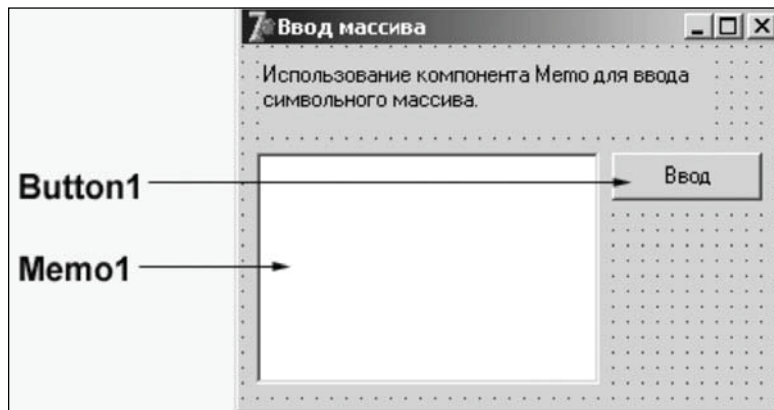 Ввод массива
Использование компонента Memo для ввода
символьного массива.
Button1
Ввод
Memo1